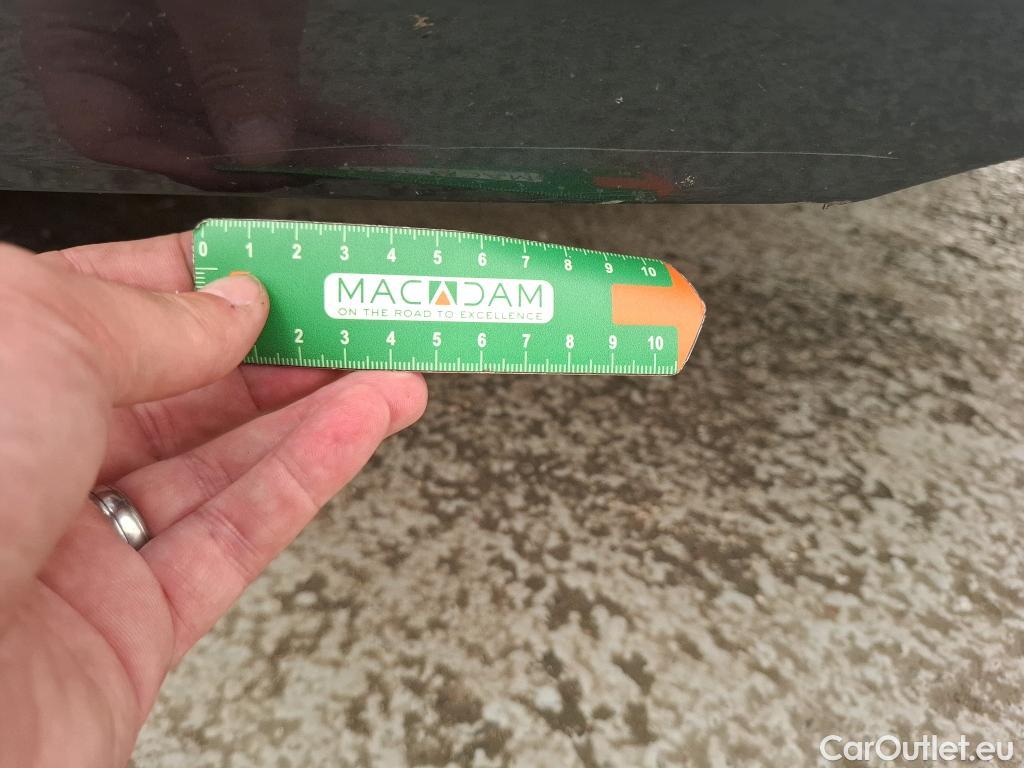 0 1 2 3 4 5 6 7 8 9 10
MACADAM
ON THE ROAD TO EXCELLENCE
2 3 4 5 6 7 8 9 10
CarOutlet.eu